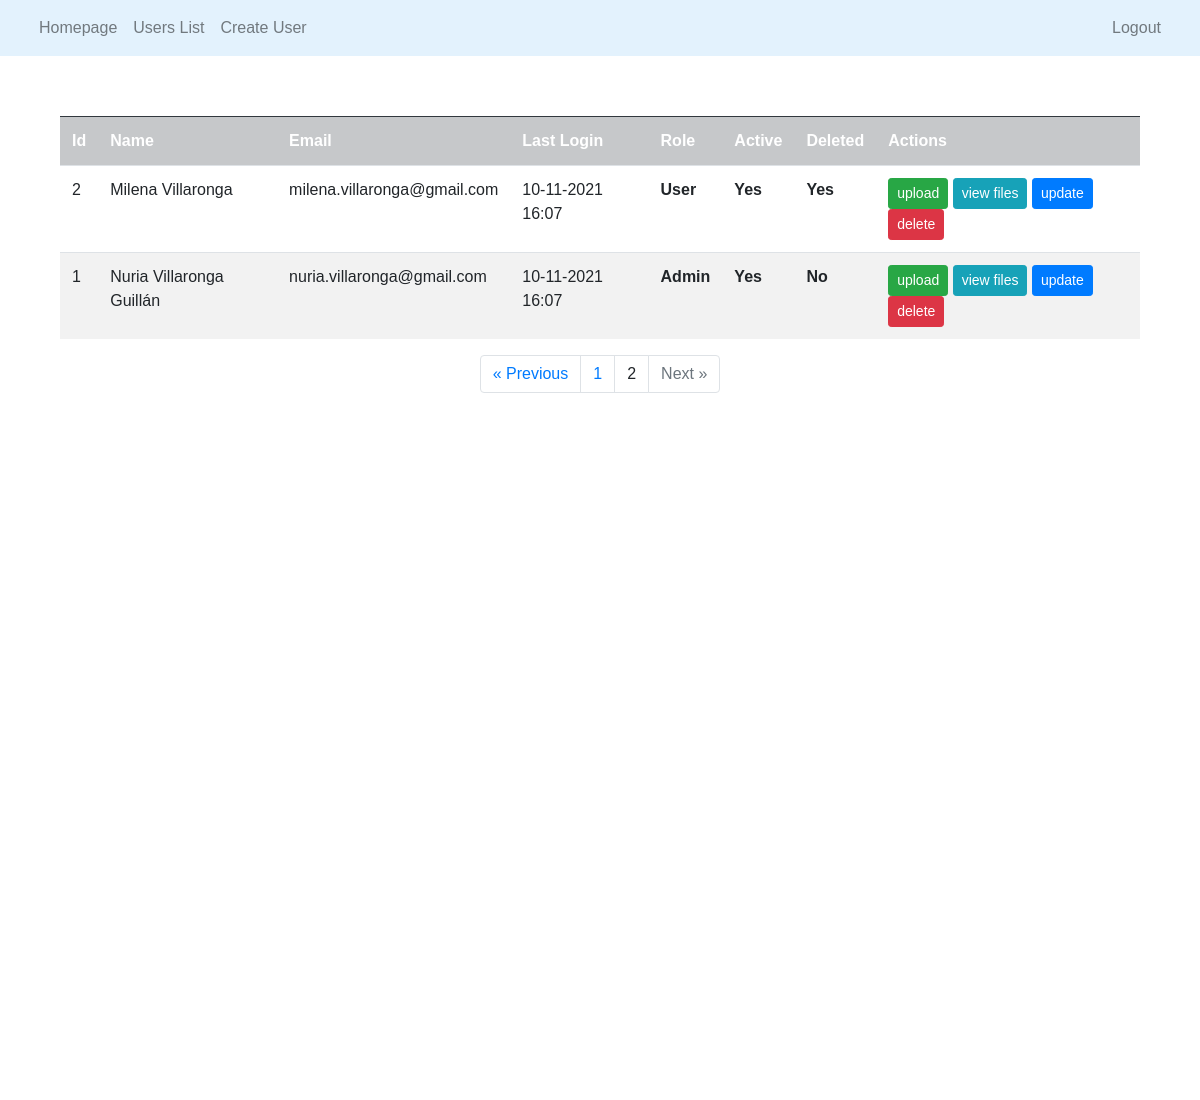 Homepage Users List Create User Logout
Id Name Email Last Login Role Active Deleted Actions
2 Milena Villaronga milena.villaronga@gmail.com 10-11-2021 User Yes Yes upload view files update
16:07 delete
1 Nuria Villaronga nuria.villaronga@gmail.com 10-11-2021 Admin Yes No upload view files update
Guillán 16:07 delete
« Previous 1 2 Next »